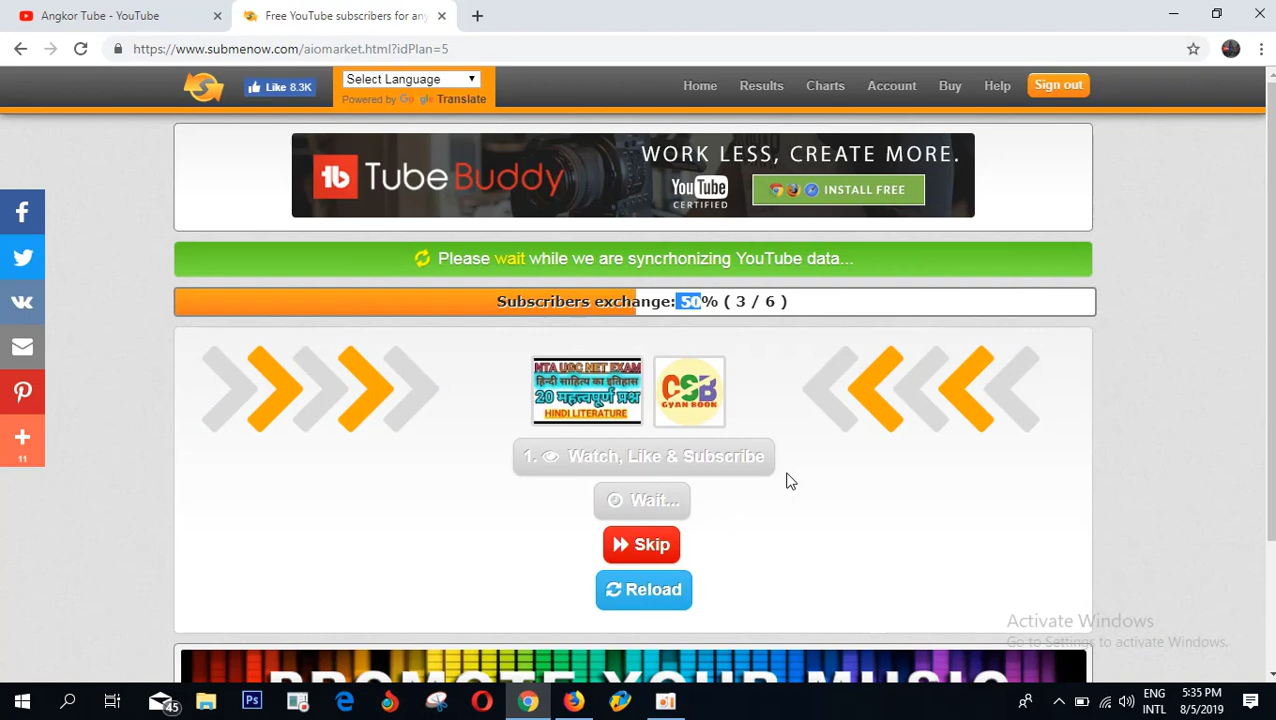 Angkor Tube - YouTube
Free YouTube subscribers for any
https://www.submenow.com/aiomarket.html?idPlan=5
Like 8.3K
Select Language
Powered by Google Translate
Home Results Charts Account Buy Help Sign out
TubeBuddy
WORK LESS, CREATE MORE.
YouTube CERTIFIED
INSTALL FREE
Please wait while we are syncrhonizing YouTube data...
Subscribers exchange: 50% ( 3 / 6 )
NTA UGC NET EXAM
हिन्दी साहित्य का इतिहास
20 महत्वपूर्ण प्रश्न
HINDI LITERATURE
CSB
GYAN BOOK
1. Watch, Like & Subscribe
Wait...
Skip
Reload
11
Activate Windows
Go to Settings to activate Windows.
PROMOTE YOUR MUSIC
45
Ps
ENG
INTL
5:35 PM
8/5/2019